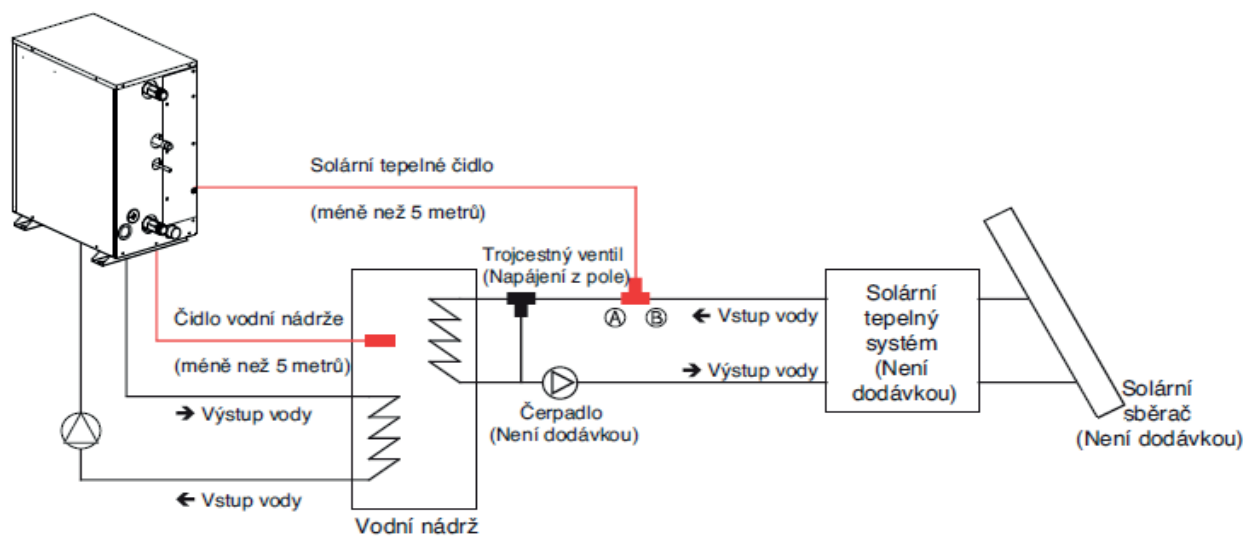 Solární tepelné čidlo
(méně než 5 metrů)
Trojcestný ventil
(Napájení z pole)
Ⓐ Ⓑ
← Vstup vody
Solární
tepelný
systém
(Není
dodávkou)
Čidlo vodní nádrže
(méně než 5 metrů)
→ Výstup vody
Čerpadlo
(Není dodávkou)
Solární
sběrač
(Není dodávkou)
→ Výstup vody
← Vstup vody
Vodní nádrž